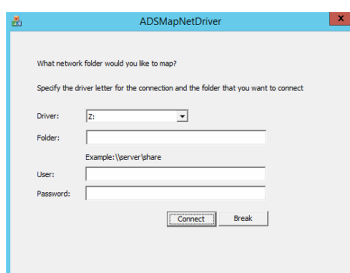 ADSMapNetDriver
x
What network folder would you like to map?
Specify the driver letter for the connection and the folder that you want to connect
Driver: Z:
Folder:
Example:\\server\share
User:
Password:
Connect Break